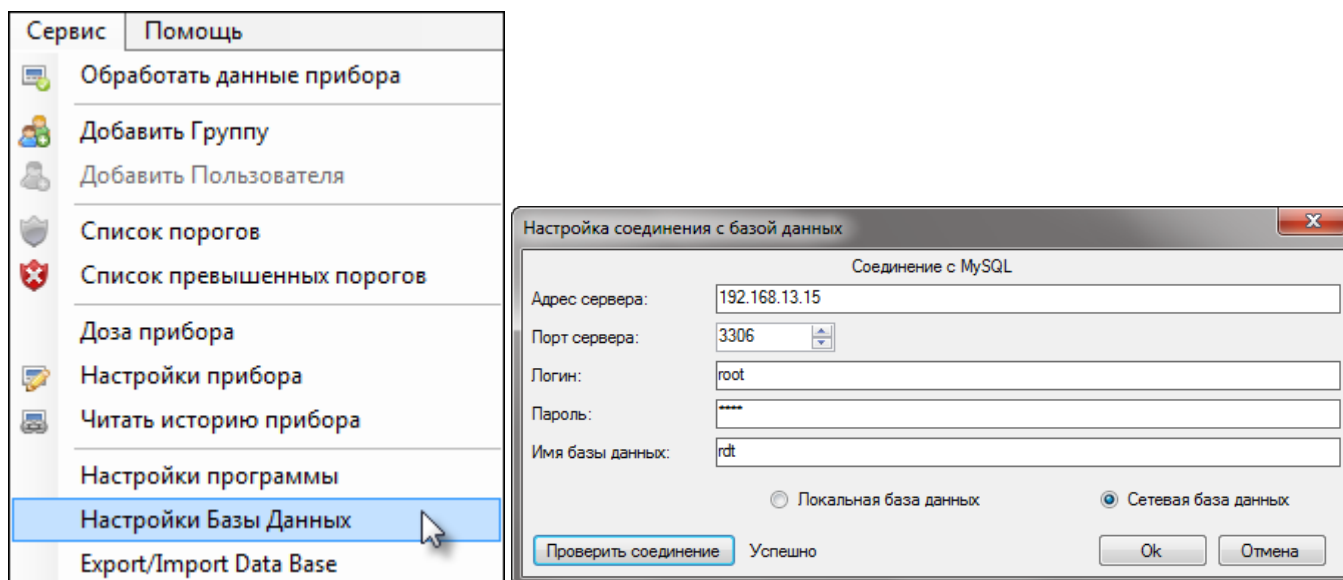 Сервис Помощь
Обработать данные прибора
Добавить Группу
Добавить Пользователя
Список порогов
Список превышенных порогов
Доза прибора
Настройки прибора
Читать историю прибора
Настройки программы
Настройки Базы Данных
Export/Import Data Base
Настройка соединения с базой данных
Соединение с MySQL
Адрес сервера: 192.168.13.15
Порт сервера: 3306
Логин: root
Пароль: ****
Имя базы данных: rdt
Локальная база данных Сетевая база данных
Проверить соединение Успешно Ok Отмена